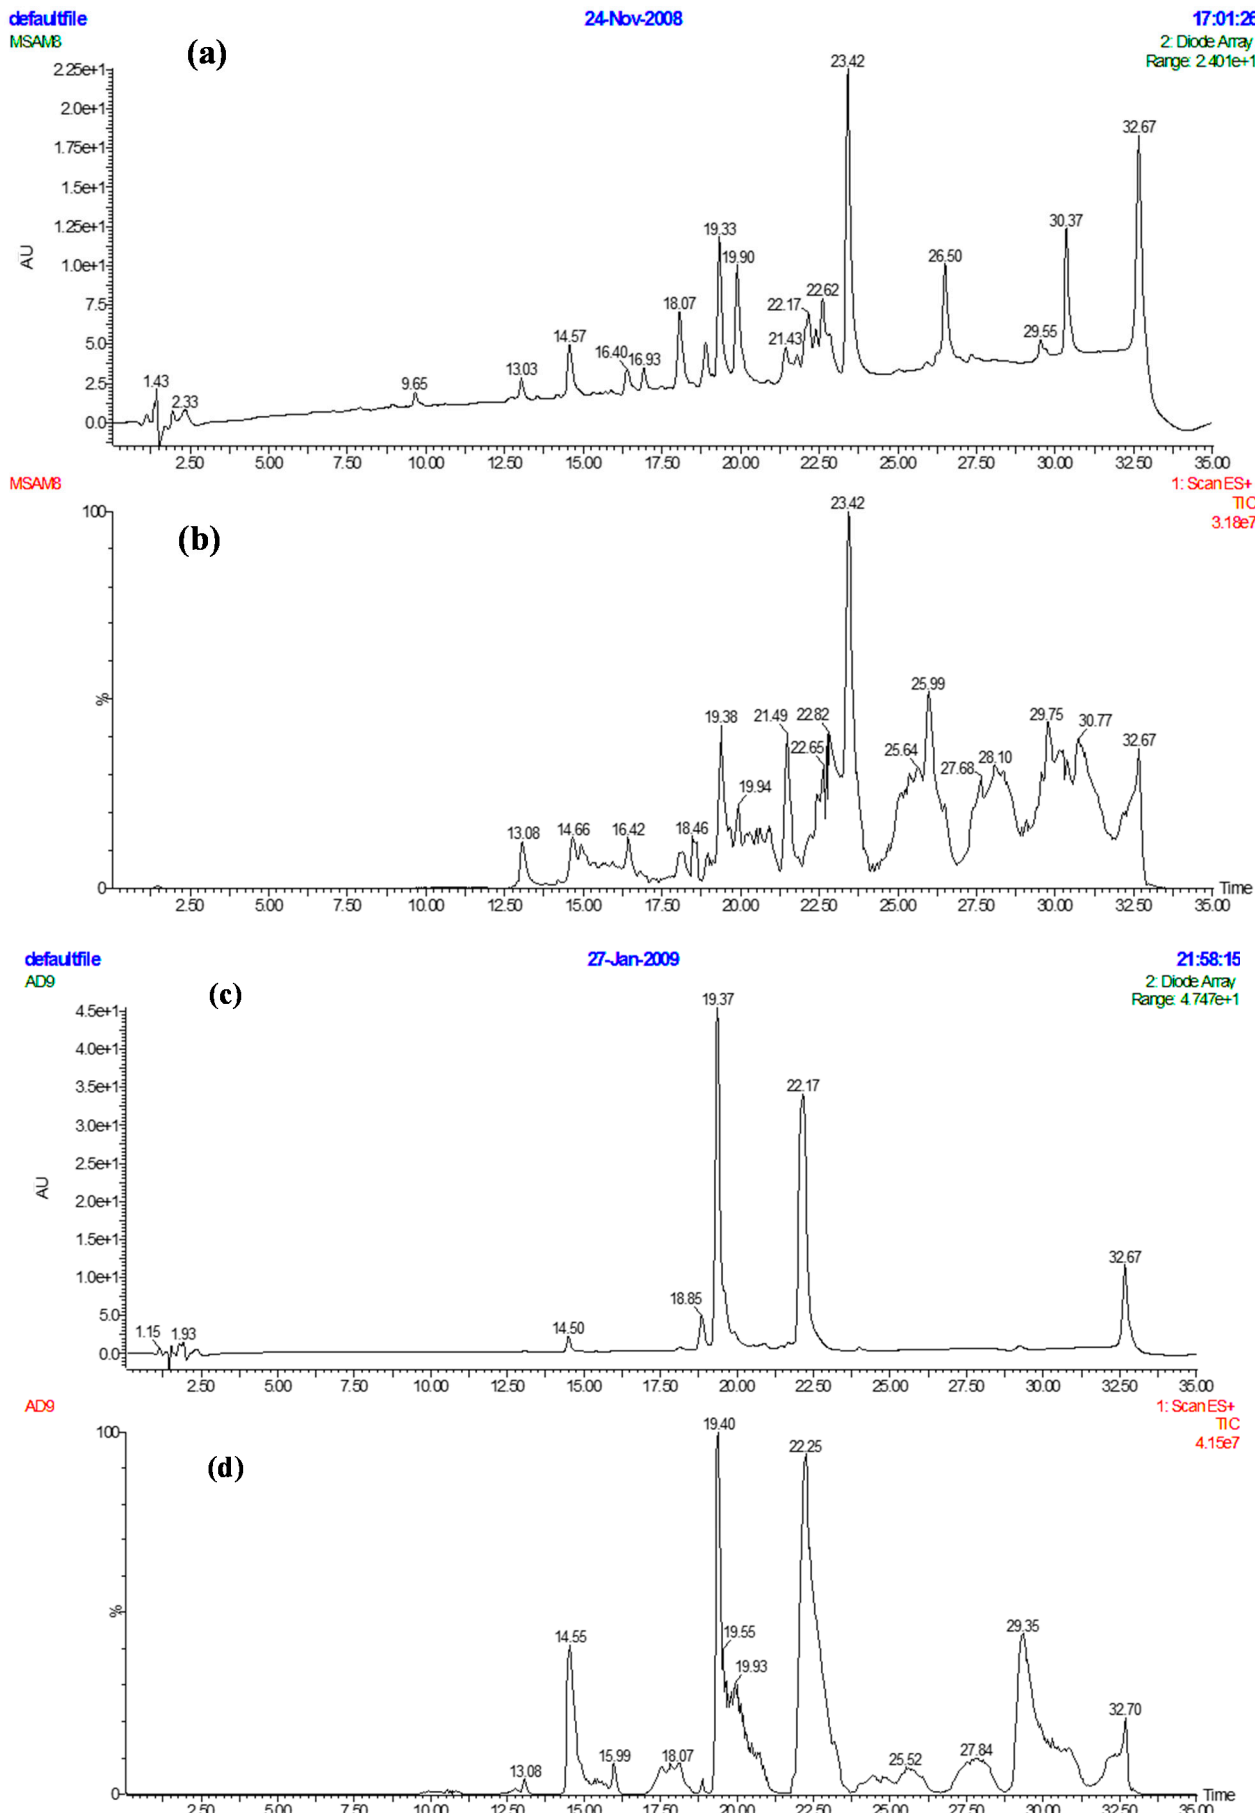 defaultfile 24-Nov-2008 17:01:26
MSAM8 (a) 2: Diode Array
Range: 2.401e+1
23.42
2.25e+1
2.0e+1
32.67
1.75e+1
1.5e+1
30.37
19.33
1.25e+1
26.50
19.90
1.0e+1
AU
22.62
22.17
18.07
7.5
14.57
21.43
29.55
5.0
16.40 16.93
13.03
1.43
9.65
2.5
2.33
0.0
2.50 5.00 7.50 10.00 12.50 15.00 17.50 20.00 22.50 25.00 27.50 30.00 32.50 35.00
MSAM8 1: Scan ES+
TIC
3.18e7
23.42
100
(b)
25.99
%
19.38 21.49 22.82 29.75 30.77
32.67
22.65 25.64 28.10
27.68
19.94
13.08 14.66 16.42 18.46
0
Time
2.50 5.00 7.50 10.00 12.50 15.00 17.50 20.00 22.50 25.00 27.50 30.00 32.50 35.00
defaultfile 27-Jan-2009 21:58:15
AD9 (c) 2: Diode Array
Range: 4.747e+1
19.37
4.5e+1
4.0e+1
22.17
3.5e+1
3.0e+1
2.5e+1
AU
2.0e+1
1.5e+1
32.67
1.0e+1
18.85
5.0
1.15 1.93 14.50
0.0
2.50 5.00 7.50 10.00 12.50 15.00 17.50 20.00 22.50 25.00 27.50 30.00 32.50 35.00
AD9 1: Scan ES+
TIC
4.15e7
19.40
100
22.25
(d)
%
14.55 19.55 29.35
19.93
32.70
15.99 18.07 25.52 27.84
13.08
0
Time
2.50 5.00 7.50 10.00 12.50 15.00 17.50 20.00 22.50 25.00 27.50 30.00 32.50 35.00